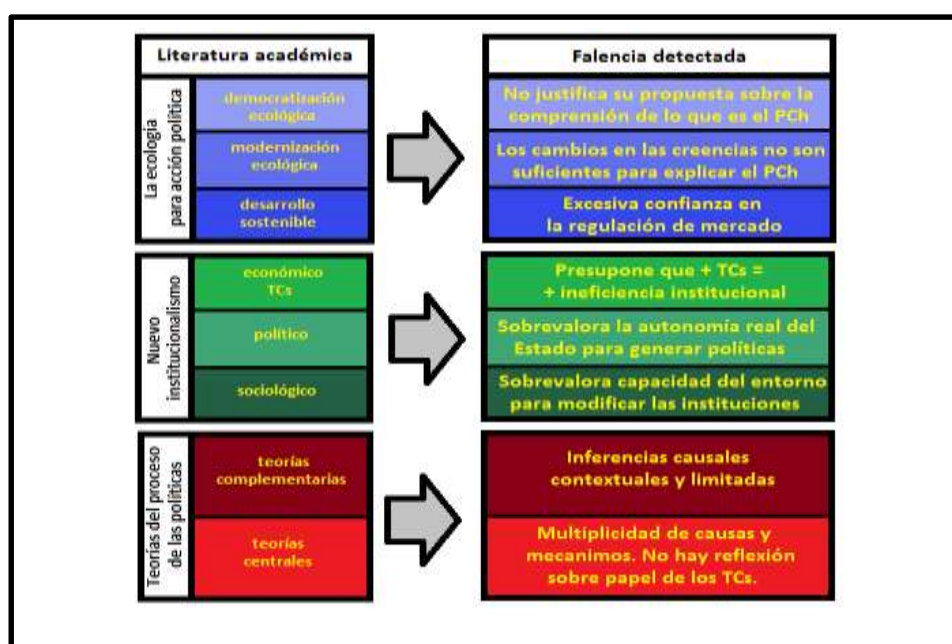 Literatura académica
Falencia detectada
La ecología
para acción política
democratización
ecológica
No justifica su propuesta sobre la
comprensión de lo que es el PCh
modernización
ecológica
Los cambios en las creencias no son
suficientes para explicar el PCh
desarrollo
sostenible
Excesiva confianza en
la regulación de mercado
Nuevo
institucionalismo
económico
TCs
Presupone que + TCs =
+ ineficiencia institucional
político
Sobrevalora la autonomía real del
Estado para generar políticas
sociológico
Sobrevalora capacidad del entorno
para modificar las instituciones
Teorías del proceso
de las políticas
teorías
complementarias
Inferencias causales
contextuales y limitadas
teorías
centrales
Multiplicidad de causas y
mecanimos. No hay reflexión
sobre papel de los TCs.